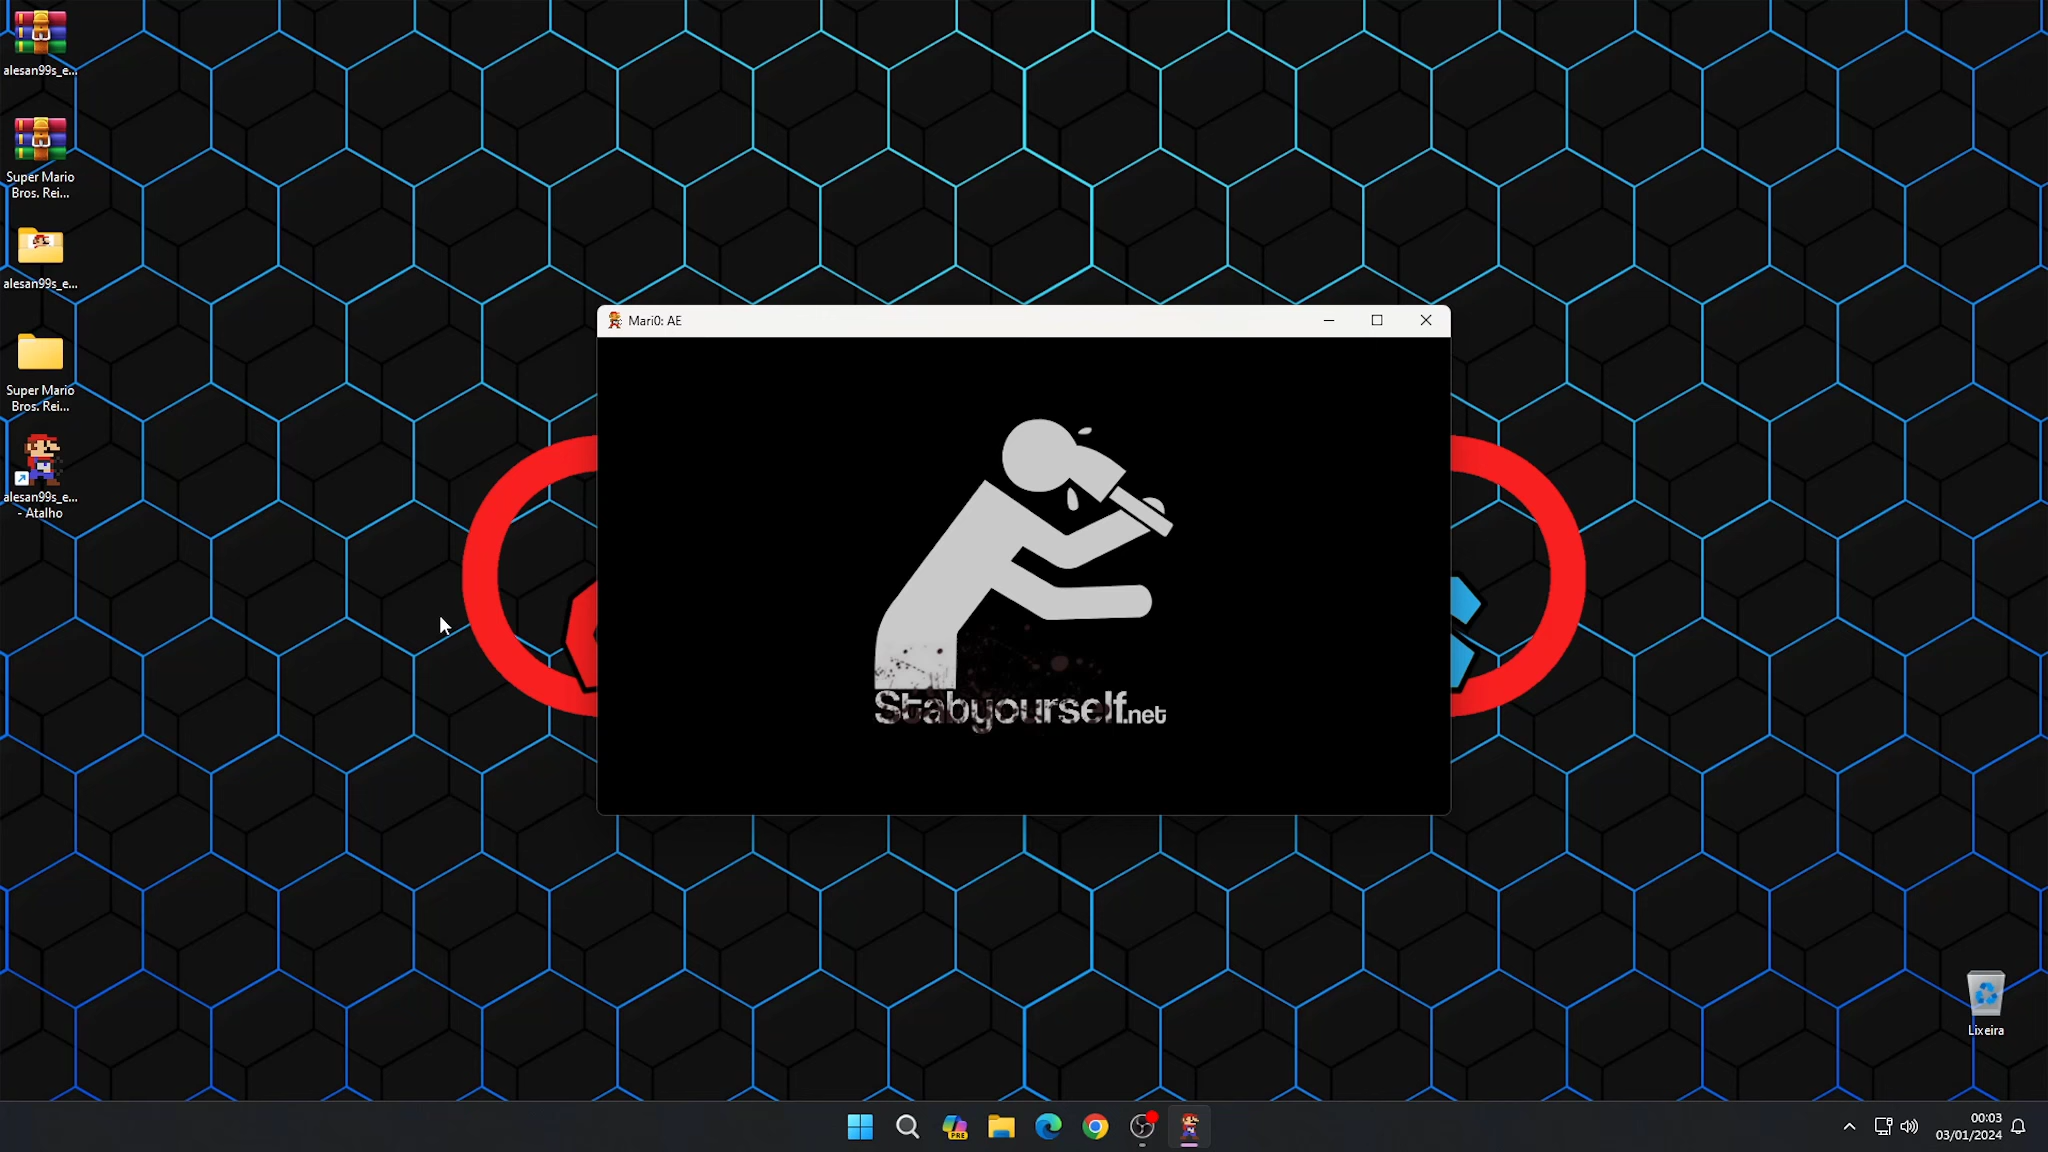 alesan99s_e...
Super Mario
Bros. Rei...
alesan99s_e...
Super Mario
Bros. Rei...
alesan99s_e...
- Atalho
Mari0: AE
Stabyourself.net
Lixeira
PRE
00:03
03/01/2024